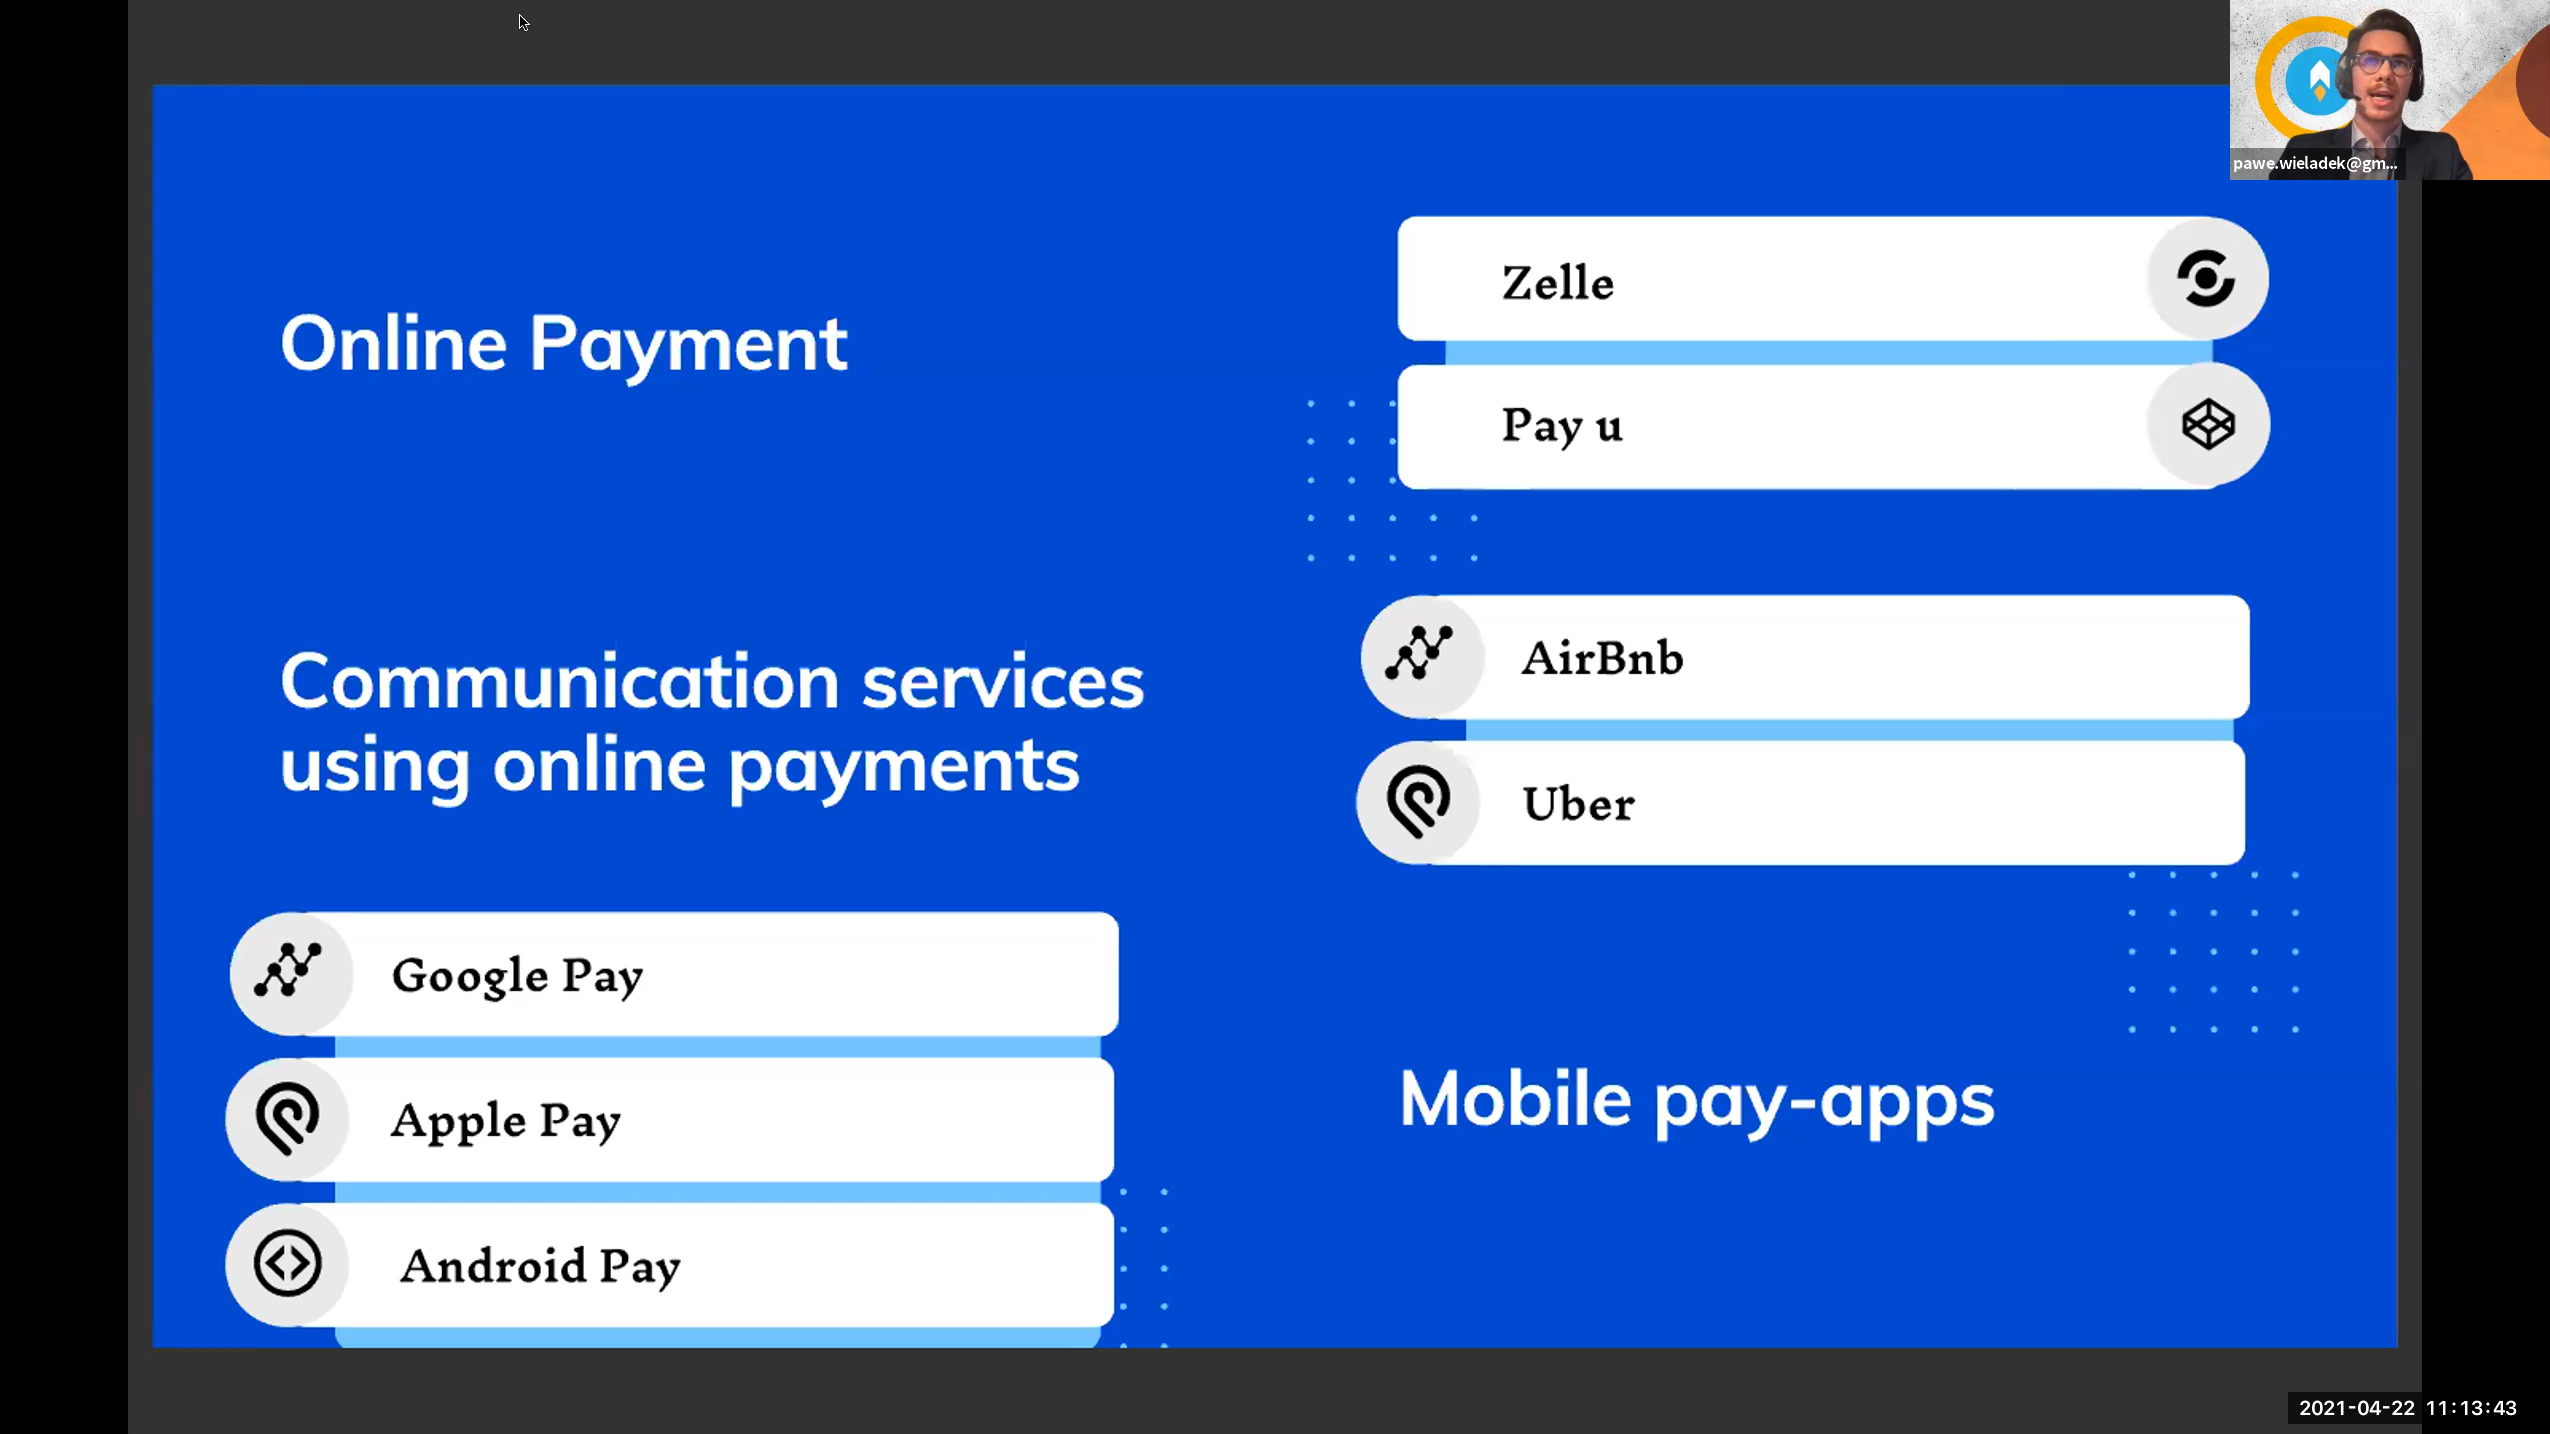 pawe.wieladek@gm...
Online Payment
Zelle
Pay u
Communication services
using online payments
AirBnb
Uber
Google Pay
Apple Pay
Android Pay
Mobile pay-apps
2021-04-22 11:13:43